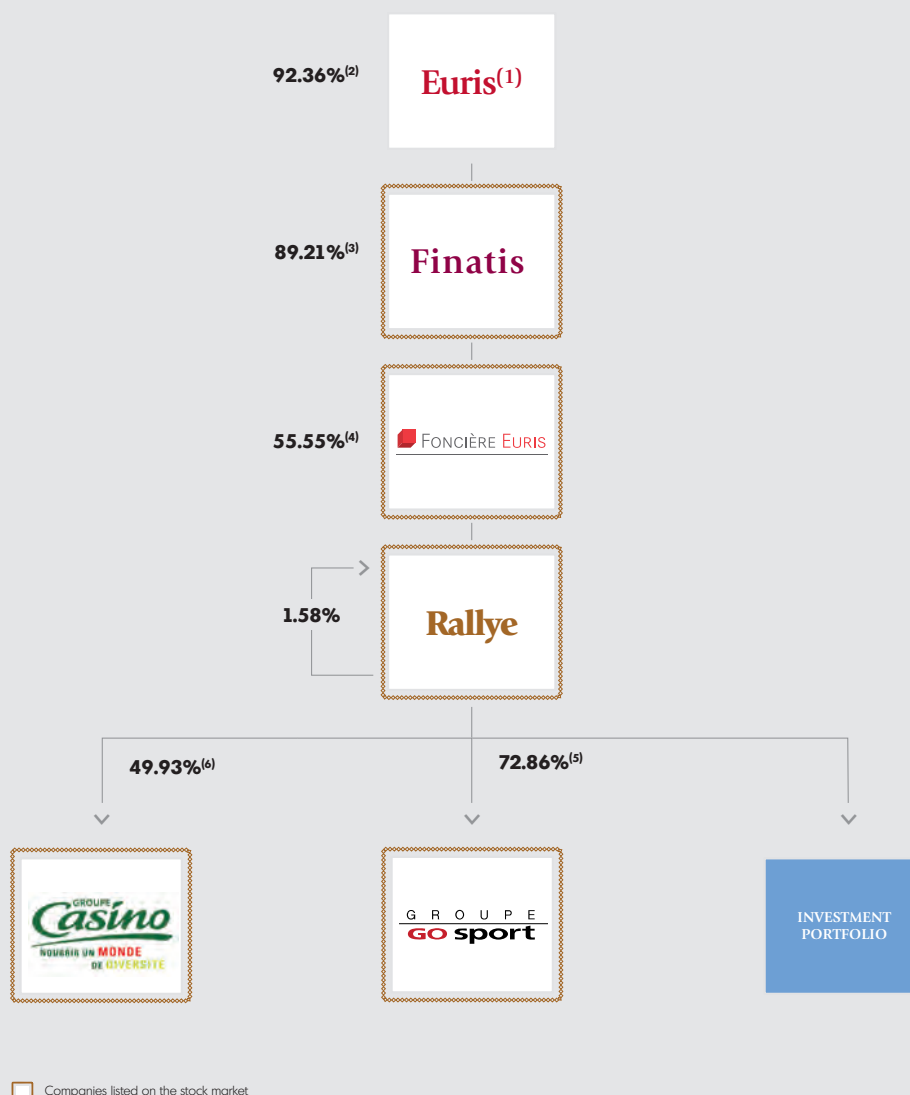 92.36%(2)
Euris(1)
89.21%(3)
Finatis
55.55%(4)
FONCIÈRE EURIS
1.58%
Rallye
49.93%(6)
72.86%(5)
GROUPE
Casino
NOURRIR UN MONDE
DE DIVERSITÉ
GROUPE
GO sport
INVESTMENT
PORTFOLIO
Companies listed on the stock market